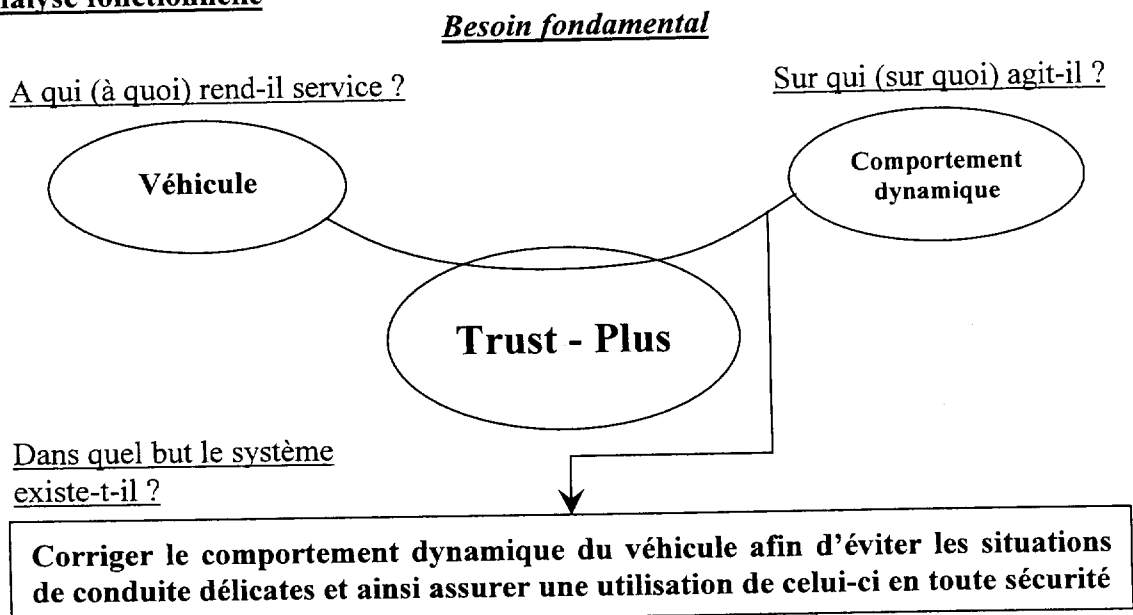 Besoin fondamental
A qui (à quoi) rend-il service ?
Sur qui (sur quoi) agit-il ?
Véhicule
Comportement
dynamique
Trust - Plus
Dans quel but le système
existe-t-il ?
Corriger le comportement dynamique du véhicule afin d'éviter les situations
de conduite délicates et ainsi assurer une utilisation de celui-ci en toute sécurité